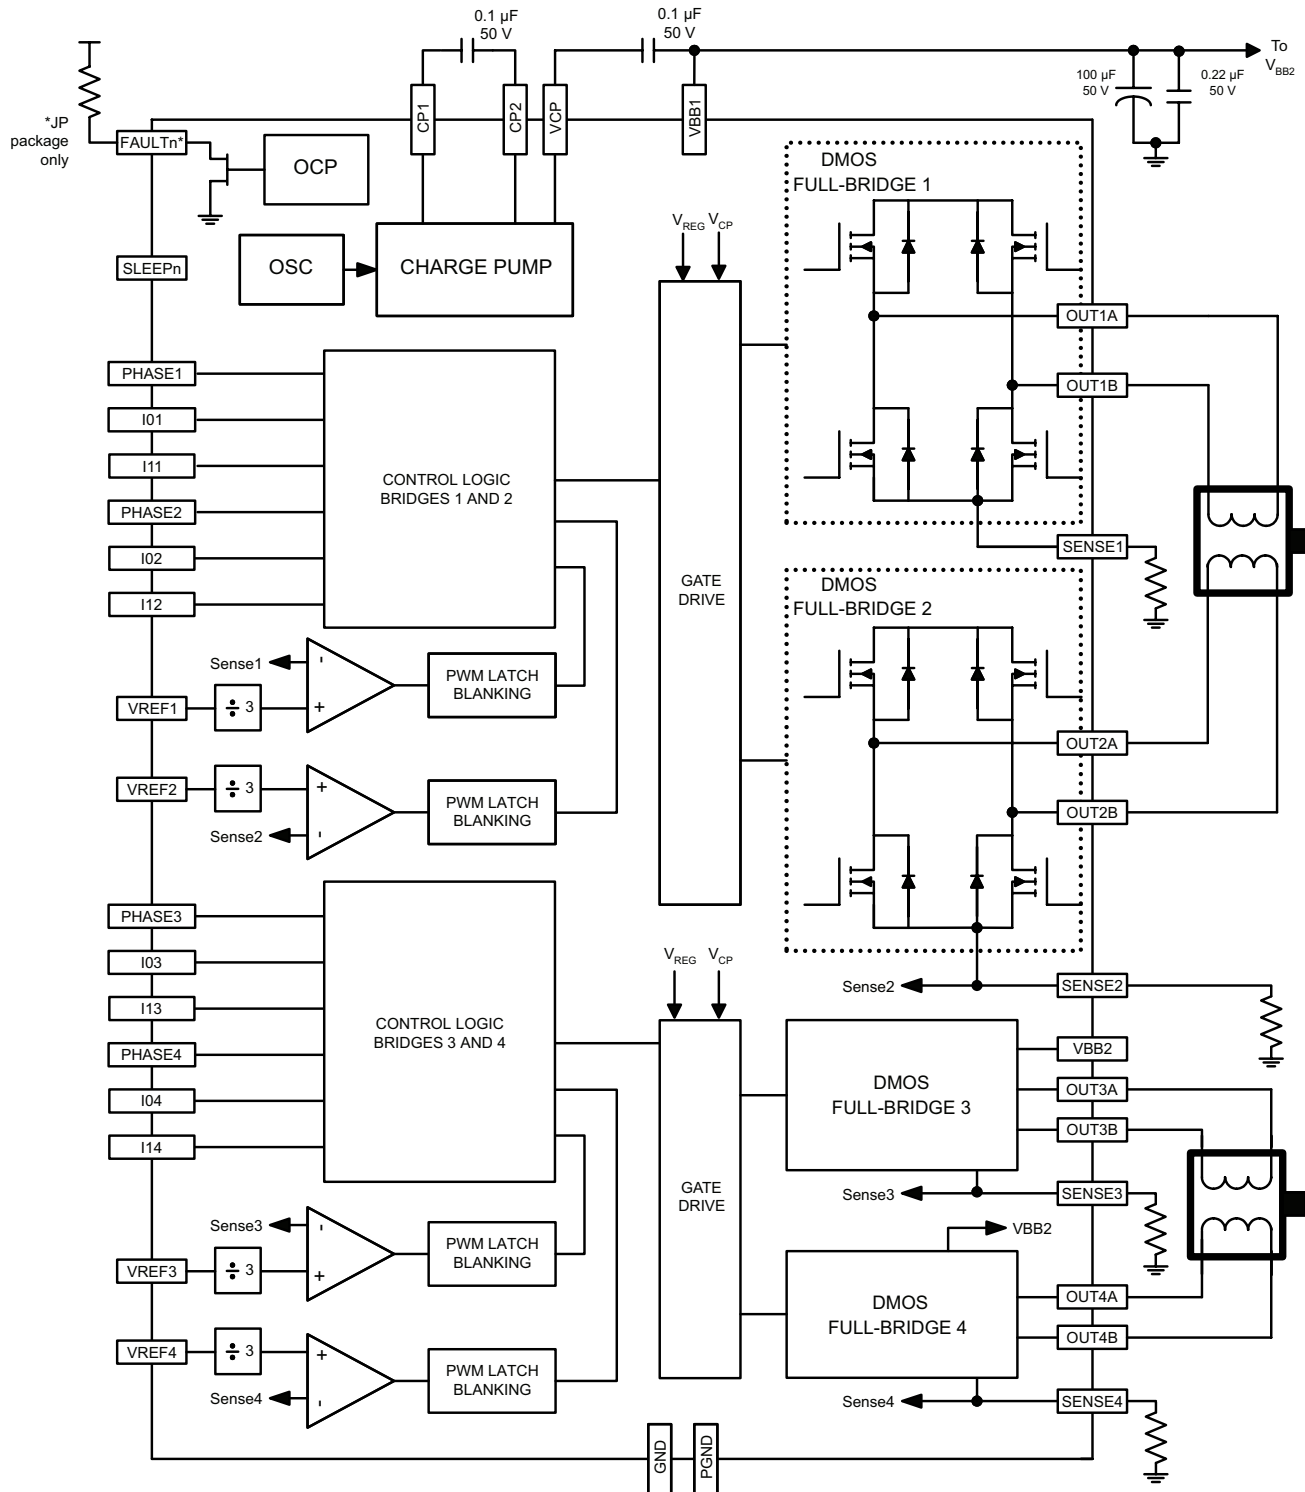 0.1 µF
50 V
0.1 µF
50 V
To
VBB2
100 µF
50 V
0.22 µF
50 V
*JP
package
only
FAULTn*
OCP
CP1
CP2
VCP
VBB1
DMOS
FULL-BRIDGE 1
SLEEPn
OSC
CHARGE PUMP
VREG
VCP
OUT1A
OUT1B
PHASE1
I01
I11
PHASE2
I02
I12
CONTROL LOGIC
BRIDGES 1 AND 2
GATE
DRIVE
SENSE1
DMOS
FULL-BRIDGE 2
Sense1
-
+
VREF1
÷ 3
PWM LATCH
BLANKING
VREF2
÷ 3
+
-
Sense2
PWM LATCH
BLANKING
OUT2A
OUT2B
PHASE3
I03
I13
PHASE4
I04
I14
CONTROL LOGIC
BRIDGES 3 AND 4
VREG
VCP
Sense2
SENSE2
GATE
DRIVE
DMOS
FULL-BRIDGE 3
VBB2
OUT3A
OUT3B
Sense3
SENSE3
VBB2
Sense3
-
+
VREF3
÷ 3
PWM LATCH
BLANKING
DMOS
FULL-BRIDGE 4
OUT4A
OUT4B
VREF4
÷ 3
+
-
Sense4
PWM LATCH
BLANKING
Sense4
SENSE4
GND
PGND